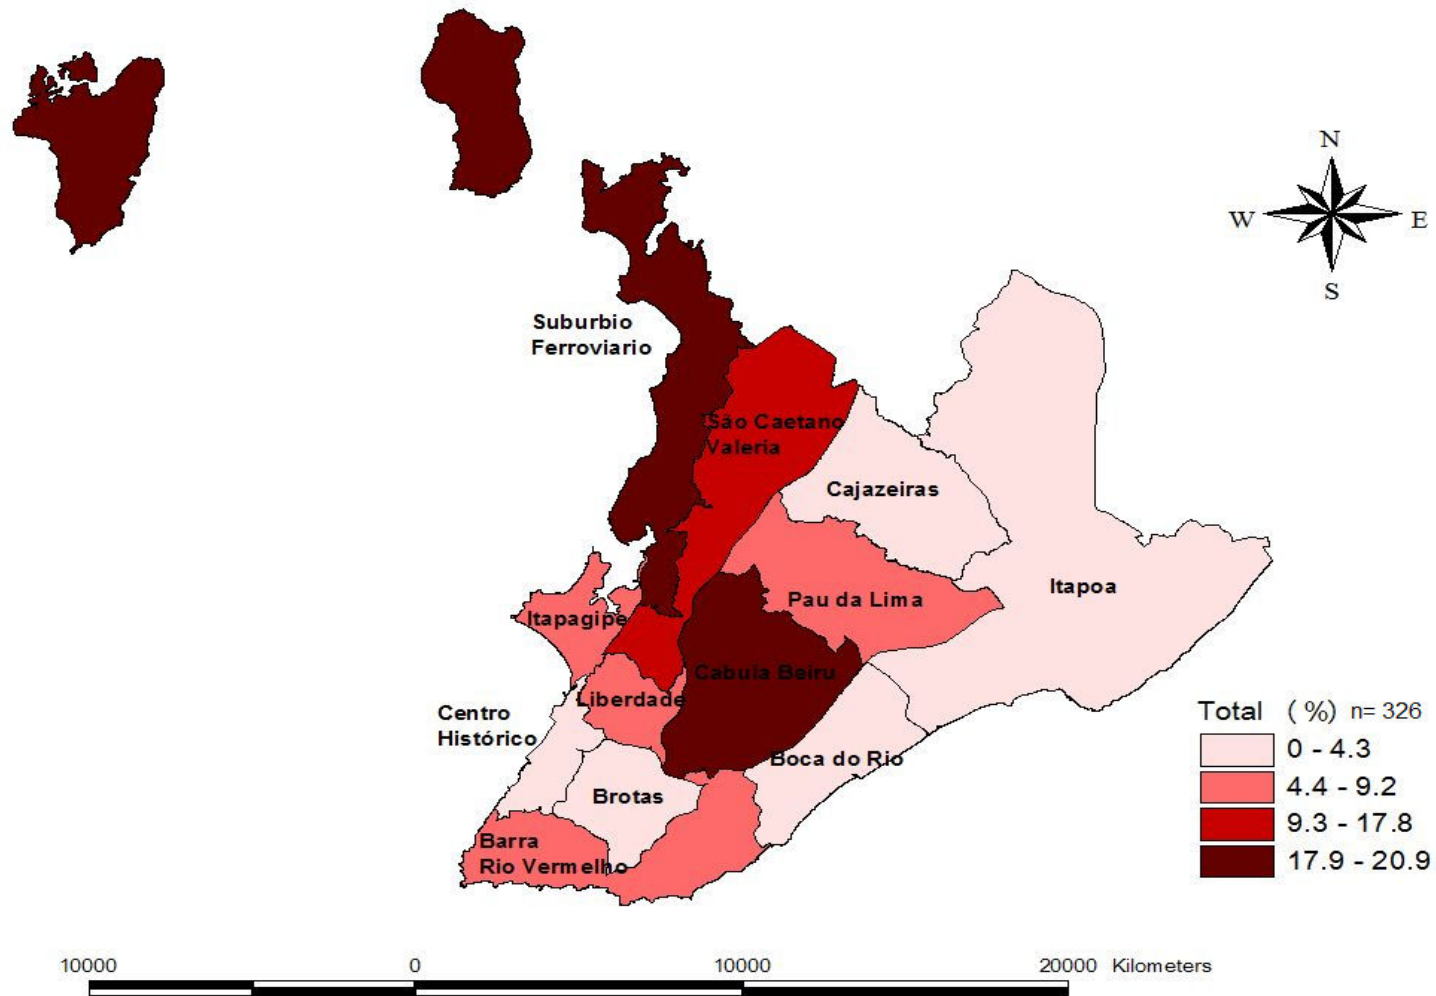 N
W
E
S
Suburbio
Ferroviario
São Caetano
Valeria
Cajazeiras
Itapoa
Pau da Lima
Itapagipe
Cabula Beiru
Liberdade
Centro
Histórico
Boca do Rio
Brotas
Barra
Rio Vermelho
Total ( %) n= 326
0 - 4.3
4.4 - 9.2
9.3 - 17.8
17.9 - 20.9
10000 0 10000 20000 Kilometers